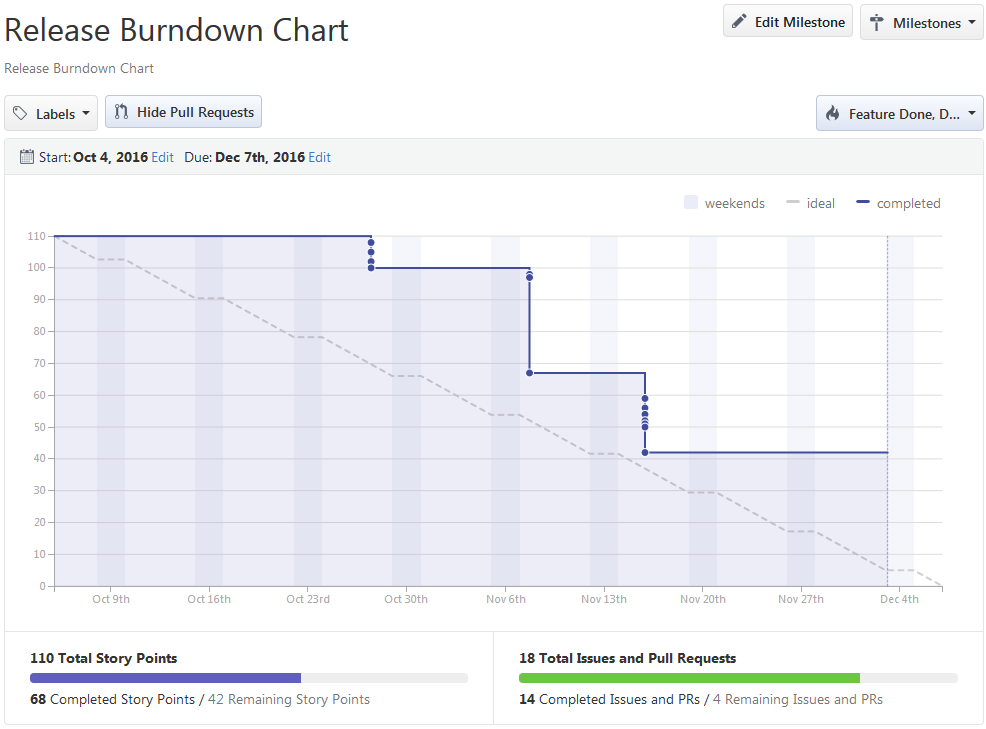 Release Burndown Chart
Edit Milestone
Milestones
Release Burndown Chart
Labels
Hide Pull Requests
Feature Done, D...
Start: Oct 4, 2016 Edit Due: Dec 7th, 2016 Edit
weekends ideal completed
110
100
90
80
70
60
50
40
30
20
10
0
Oct 9th Oct 16th Oct 23rd Oct 30th Nov 6th Nov 13th Nov 20th Nov 27th Dec 4th
110 Total Story Points
68 Completed Story Points / 42 Remaining Story Points
18 Total Issues and Pull Requests
14 Completed Issues and PRs / 4 Remaining Issues and PRs